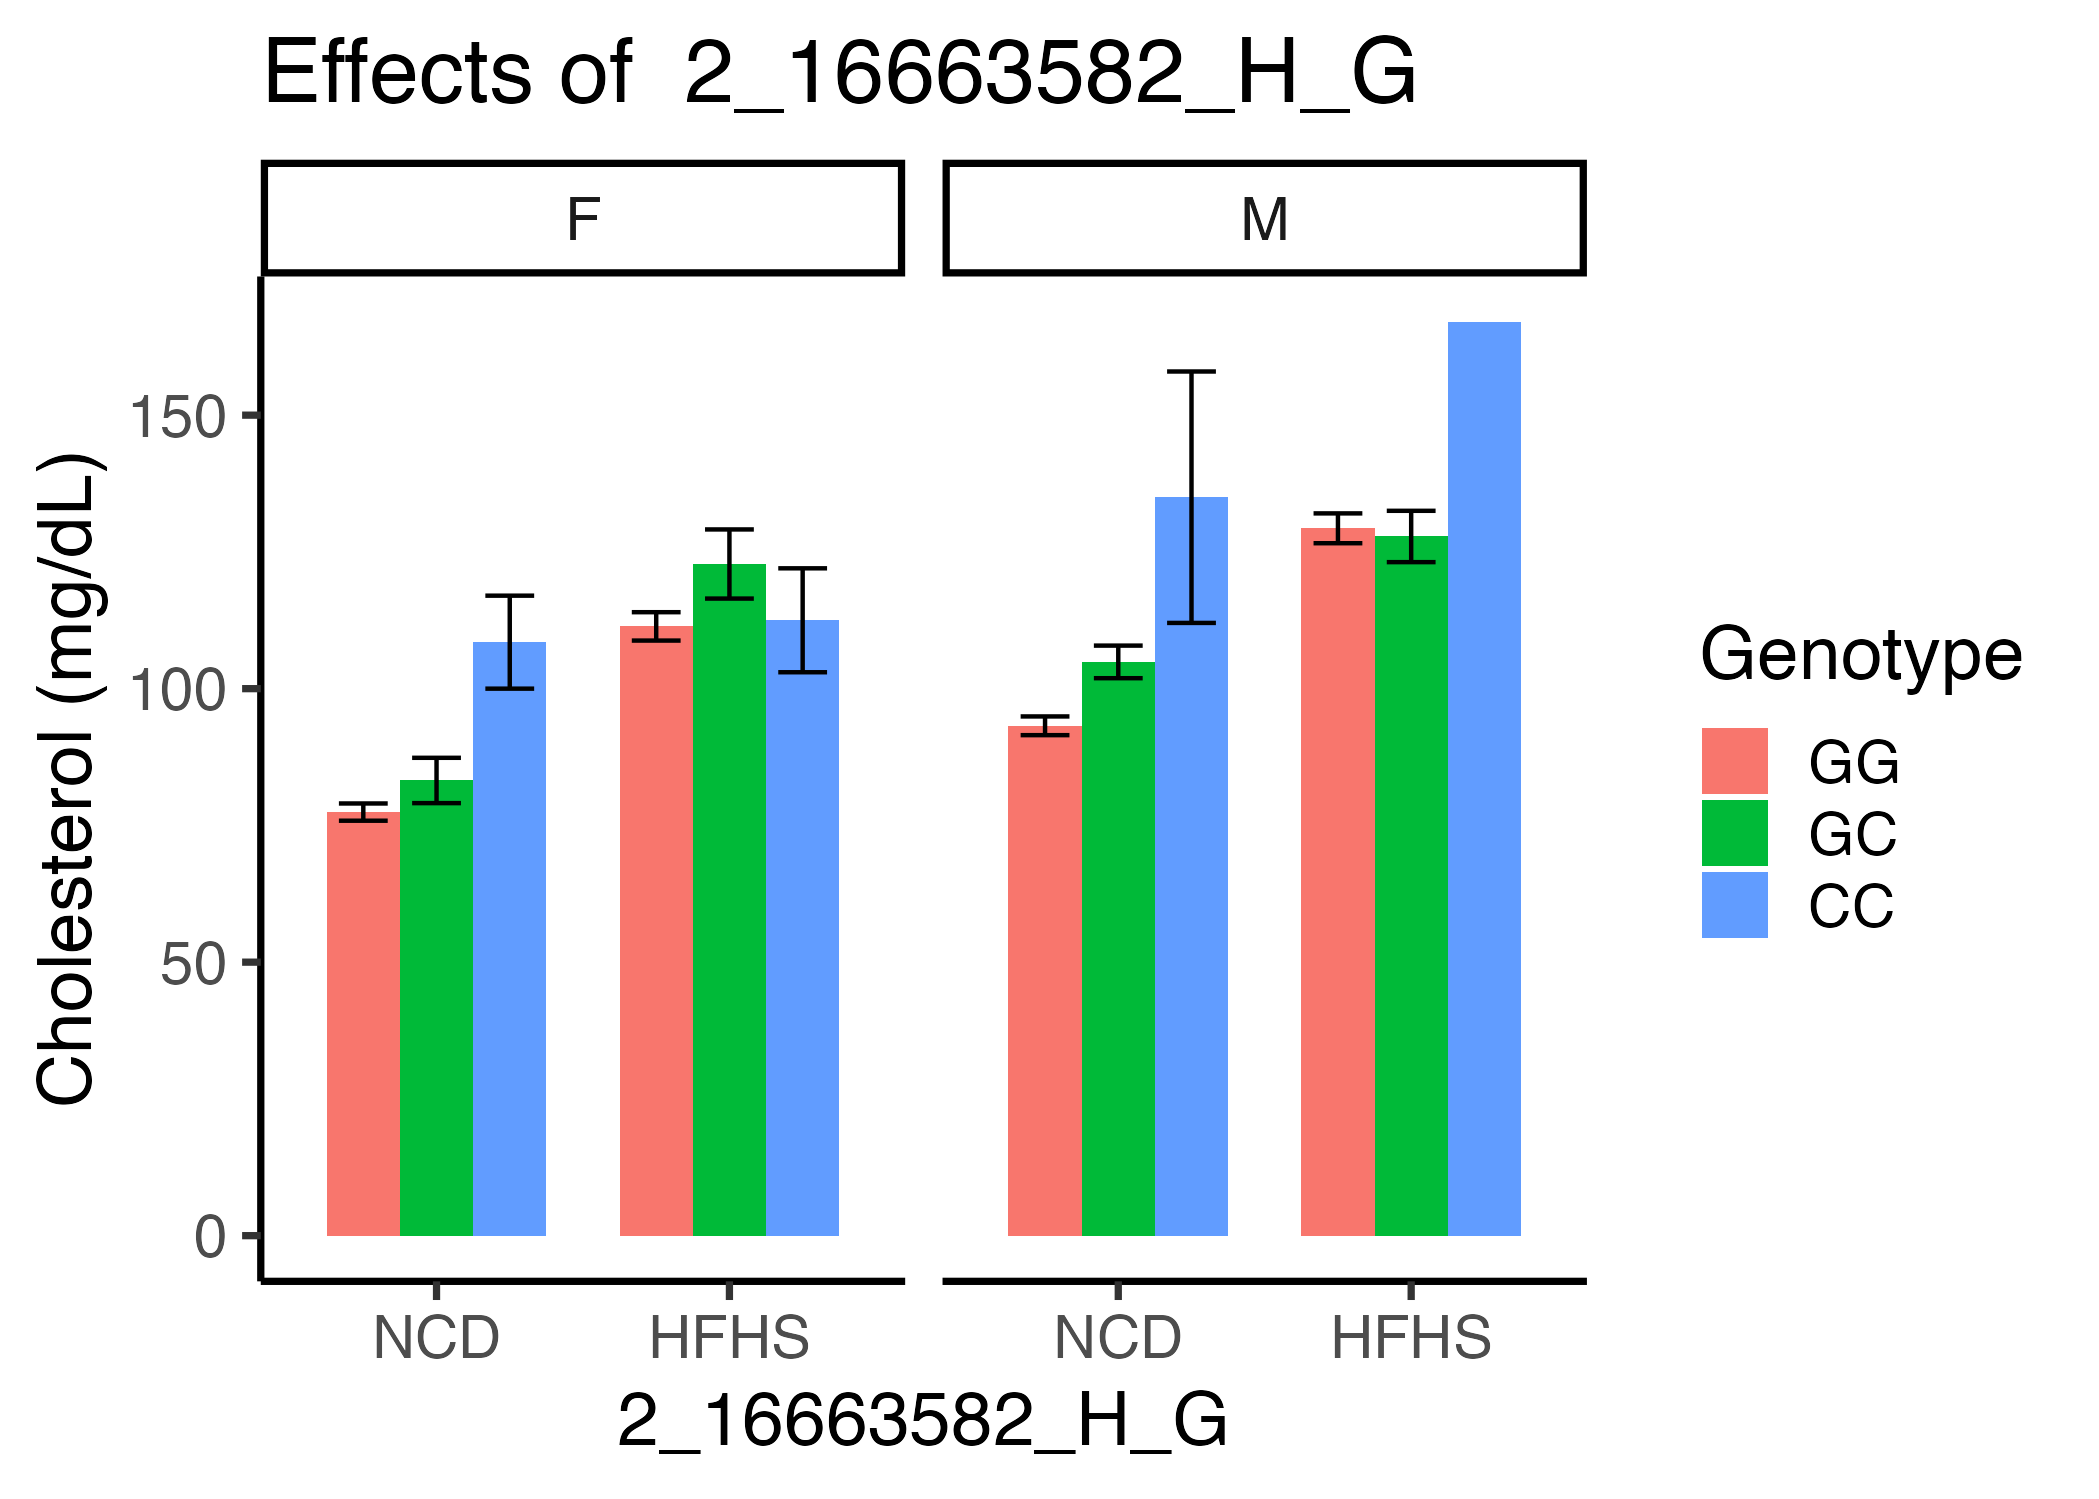 Effects of  2_16663582_H_G
F
M
Cholesterol (mg/dL)
150
100
50
0
NCD
HFHS
NCD
HFHS
2_16663582_H_G
Genotype
GG
GC
CC